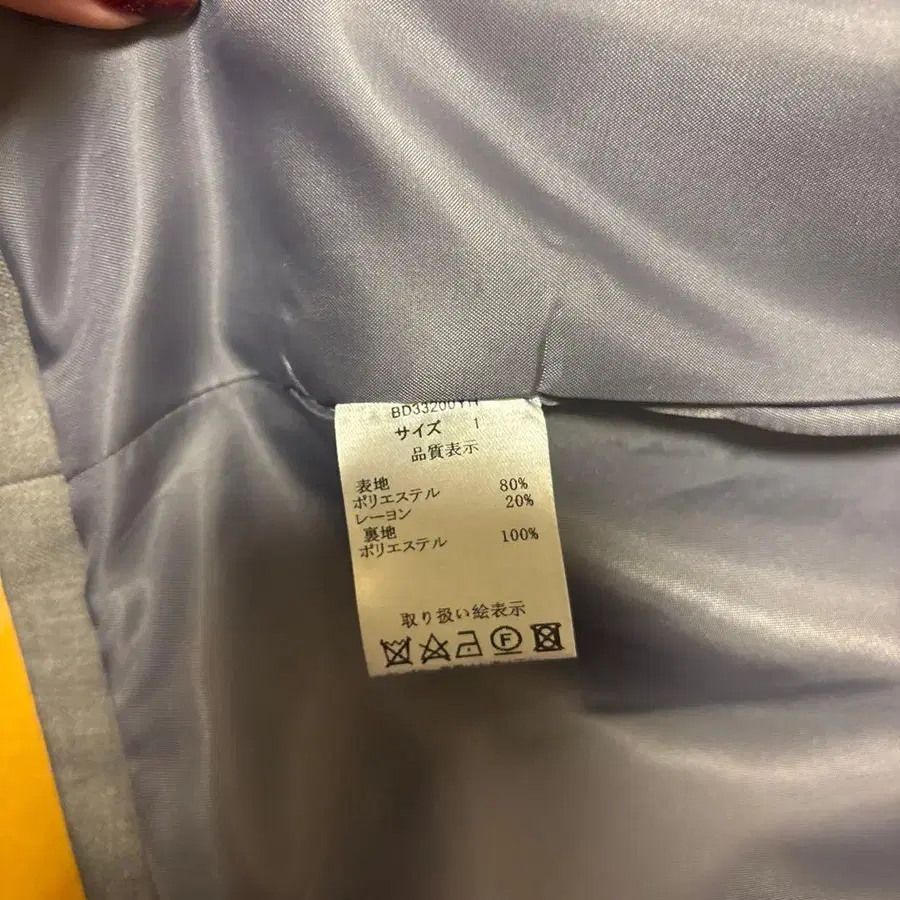 BD33200YH
サイズ 1
品質表示
表地
ポリエステル 80%
レーヨン 20%
裏地
ポリエステル 100%
取り扱い絵表示
F